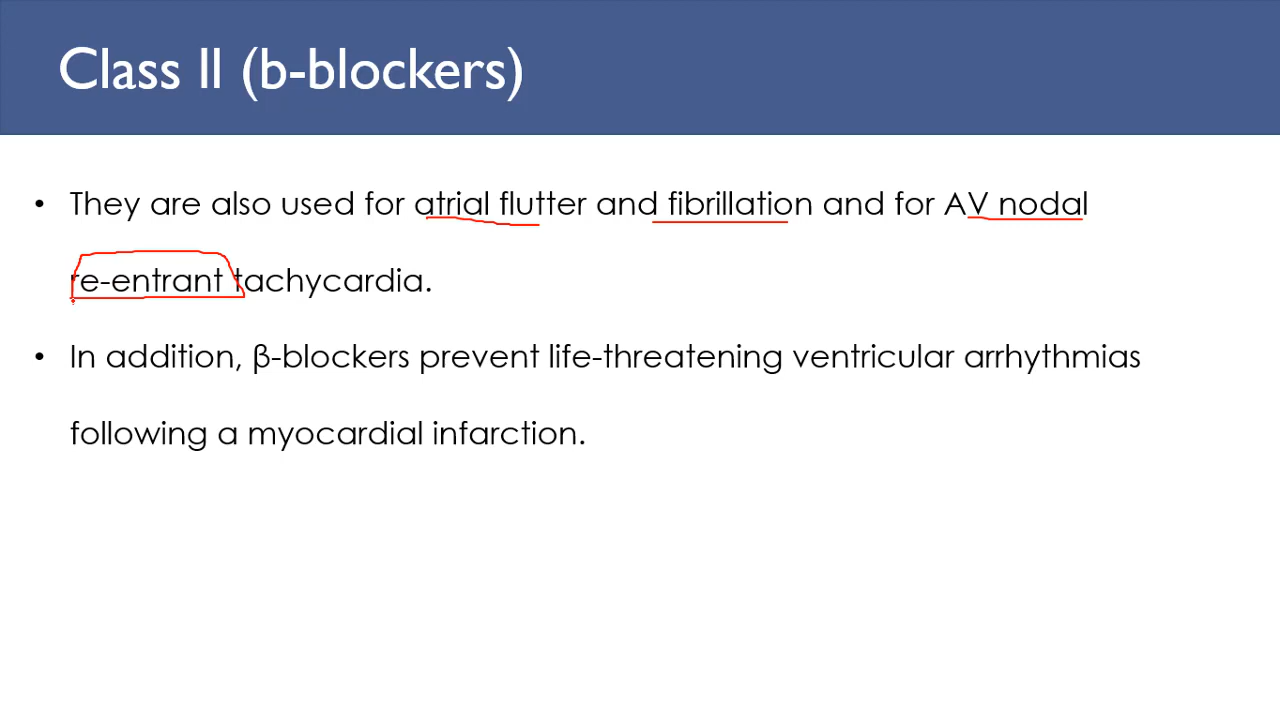 Class II (b-blockers)
• They are also used for atrial flutter and fibrillation and for AV nodal
re-entrant tachycardia.
• In addition, β-blockers prevent life-threatening ventricular arrhythmias
following a myocardial infarction.